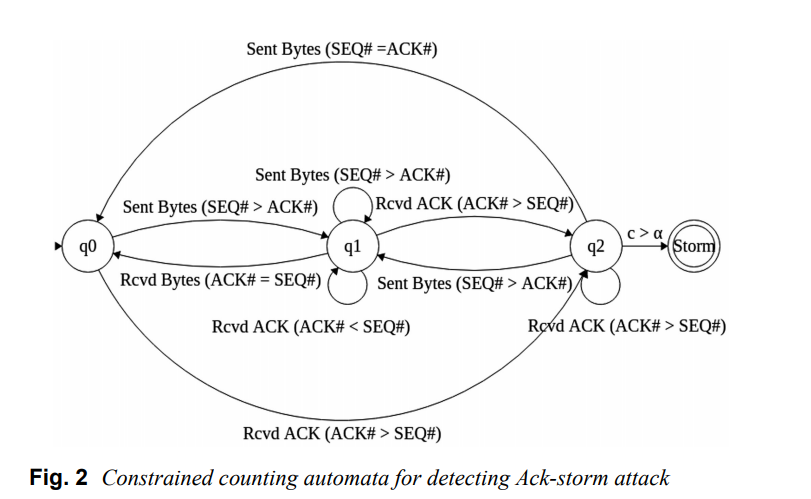 Sent Bytes (SEQ# =ACK#)
Sent Bytes (SEQ# > ACK#)
Sent Bytes (SEQ# > ACK#)
Rcvd ACK (ACK# > SEQ#)
c > α
q0
q1
q2
Storm
Rcvd Bytes (ACK# = SEQ#)
Sent Bytes (SEQ# > ACK#)
Rcvd ACK (ACK# < SEQ#)
Rcvd ACK (ACK# > SEQ#)
Rcvd ACK (ACK# > SEQ#)
Fig. 2 Constrained counting automata for detecting Ack-storm attack